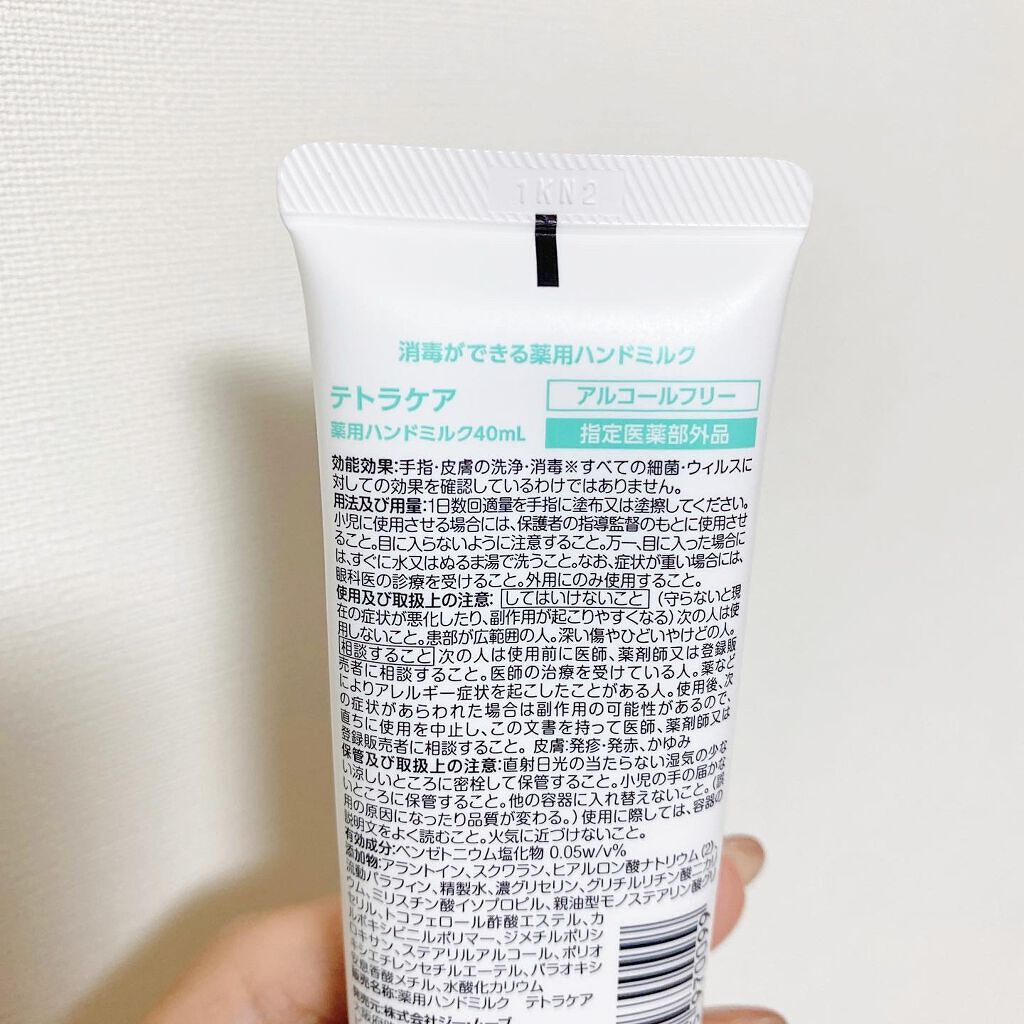 1KN2
消毒ができる薬用ハンドミルク
テトラケア
アルコールフリー
薬用ハンドミルク40mL
指定医薬部外品
効能効果:手指・皮膚の洗浄・消毒※すべての細菌・ウィルスに
対しての効果を確認しているわけではありません。
用法及び用量:1日数回適量を手指に塗布又は塗擦してください。
小児に使用させる場合には、保護者の指導監督のもとに使用させ
ること。目に入らないように注意すること。万一、目に入った場合に
は、すぐに水又はぬるま湯で洗うこと。なお、症状が重い場合には、
眼科医の診療を受けること。外用にのみ使用すること。
使用及び取扱上の注意: してはいけないこと (守らないと現
在の症状が悪化したり、副作用が起こりやすくなる)次の人は使
用しないこと。患部が広範囲の人。深い傷やひどいやけどの人。
相談すること 次の人は使用前に医師、薬剤師又は登録販
売者に相談すること。医師の治療を受けている人。薬など
によりアレルギー症状を起こしたことがある人。使用後、次
の症状があらわれた場合は副作用の可能性があるので、
直ちに使用を中止し、この文書を持って医師、薬剤師又は
登録販売者に相談すること。皮膚:発疹・発赤、かゆみ
保管及び取扱上の注意:直射日光の当たらない湿気の少な
い涼しいところに密栓して保管すること。小児の手の届かな
いところに保管すること。他の容器に入れ替えないこと。(誤
用の原因になったり品質が変わる。)使用に際しては、容器の
説明文をよく読むこと。火気に近づけないこと。
有効成分:ベンゼトニウム塩化物 0.05w/v%
添加物:アラントイン、スクワラン、ヒアルロン酸ナトリウム(2)、
流動パラフィン、精製水、濃グリセリン、グリチルリチン酸二カリ
ウム、ミリスチン酸イソプロピル、親油型モノステアリン酸グリ
セリル、トコフェロール酢酸エステル、カ
ルボキシビニルポリマー、ジメチルポリシ
ロキサン、ステアリルアルコール、ポリオ
キシエチレンセチルエーテル、パラオキシ
安息香酸メチル、水酸化カリウム
販売名称:薬用ハンドミルク テトラケア
発売元:株式会社ジー・ムーブ